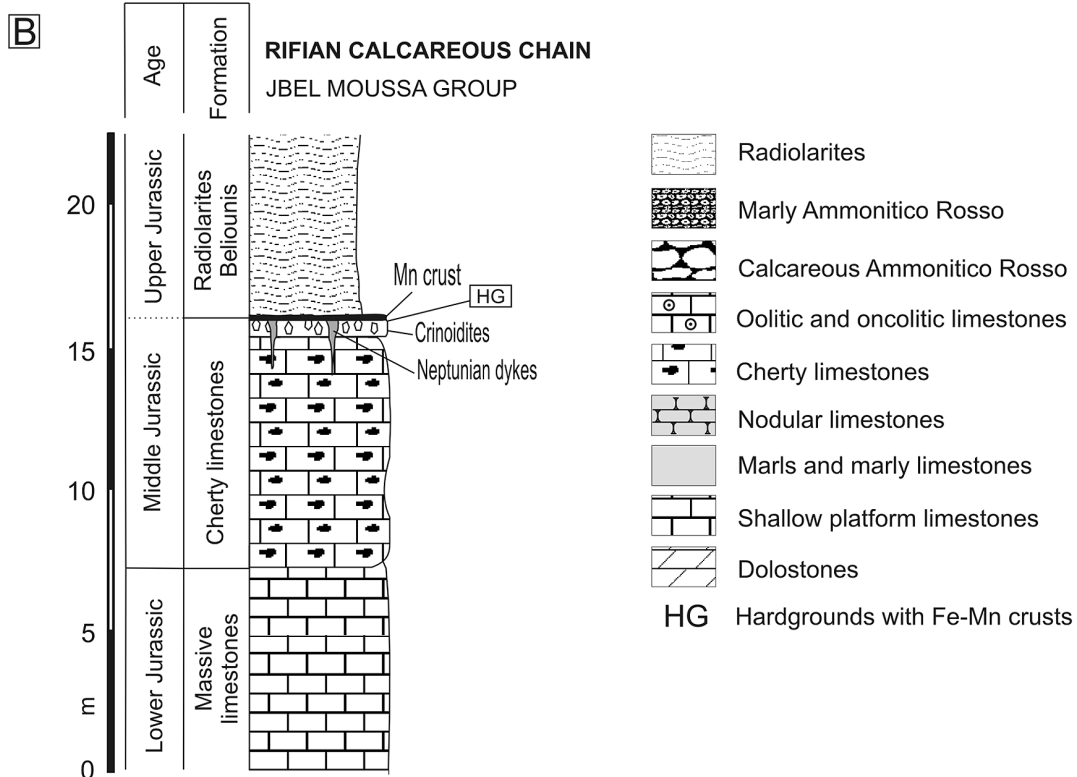 B
Age
Formation
RIFIAN CALCAREOUS CHAIN
JBEL MOUSSA GROUP
Upper Jurassic
Radiolarites
Beliounis
Middle Jurassic
Cherty limestones
Lower Jurassic
Massive
limestones
20
15
10
5
m
0
Mn crust
HG
Crinoidites
Neptunian dykes
Radiolarites
Marly Ammonitico Rosso
Calcareous Ammonitico Rosso
Oolitic and oncolitic limestones
Cherty limestones
Nodular limestones
Marls and marly limestones
Shallow platform limestones
Dolostones
HG Hardgrounds with Fe-Mn crusts